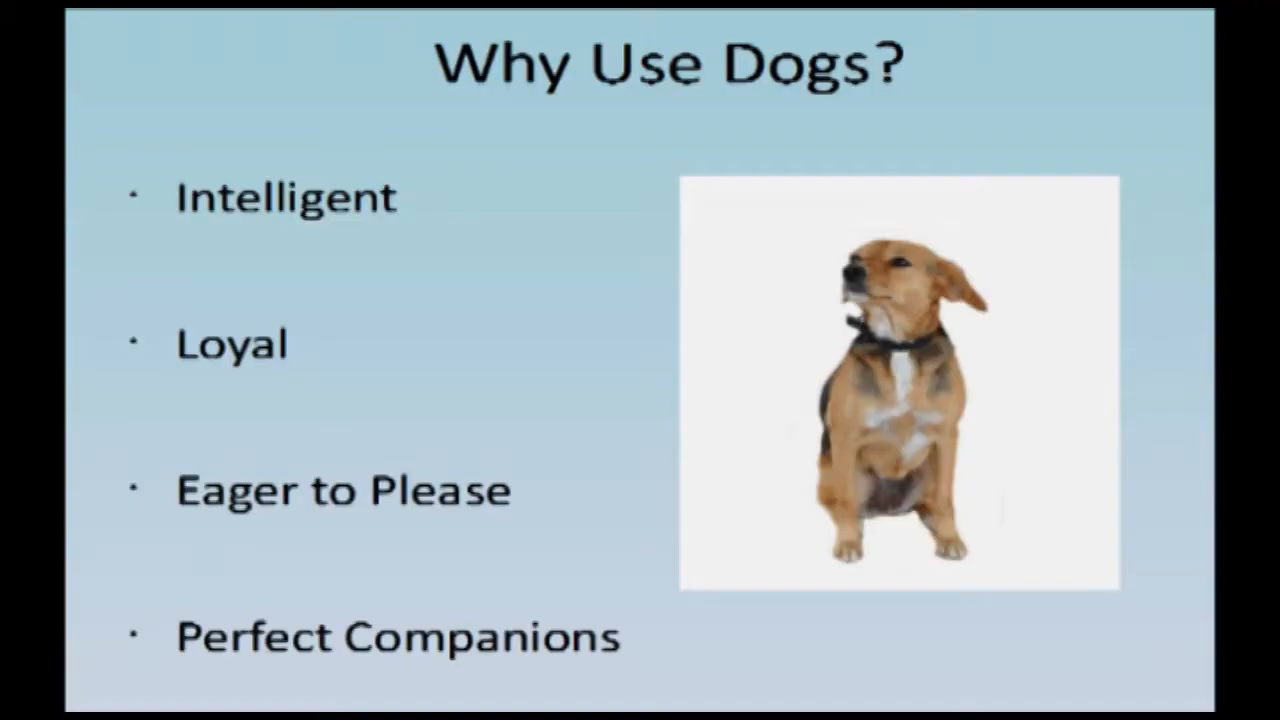 Why Use Dogs?
· Intelligent
· Loyal
· Eager to Please
· Perfect Companions